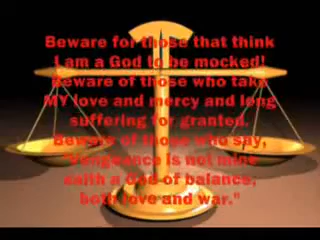 Beware for those that think
I am a God to be mocked!
Beware of those who take
MY love and mercy and long
suffering for granted.
Beware of those who say,
"Vengeance is not mine
saith a God of balance;
both love and war."